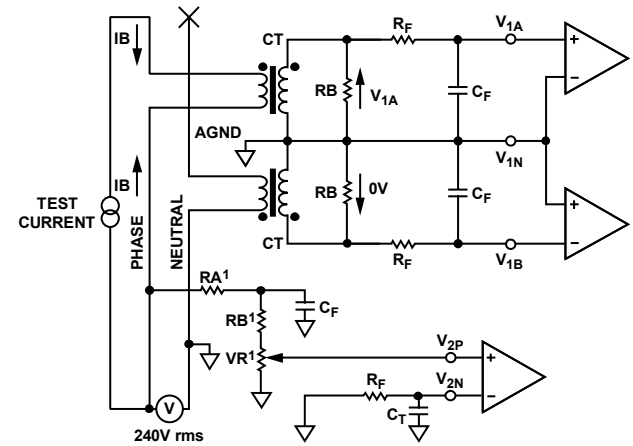 IB
CT
RF
V1A
+
RB
V1A
CF
−
AGND
V1N
IB
RB
0V
CF
+
TEST
CURRENT
PHASE
NEUTRAL
CT
RF
V1B
−
RA1
CF
RB1
VR1
V2P
+
RF
V2N
−
CT
V
240V rms